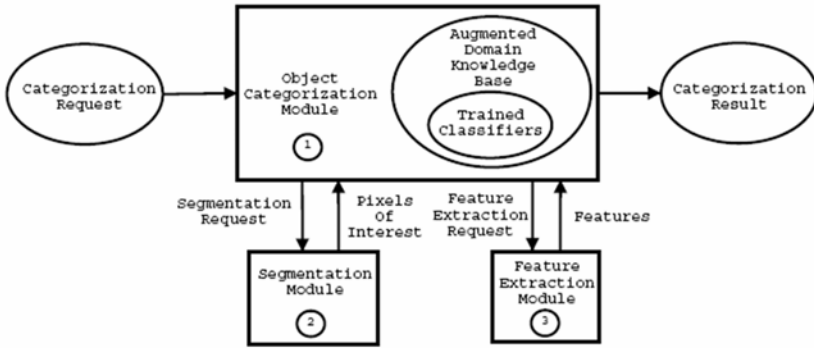 Categorization
Request
Object
Categorization
Module
1
Augmented
Domain
Knowledge
Base
Trained
Classifiers
Categorization
Result
Segmentation
Request
Pixels
Of
Interest
Feature
Extraction
Request
Features
Segmentation
Module
2
Feature
Extraction
Module
3